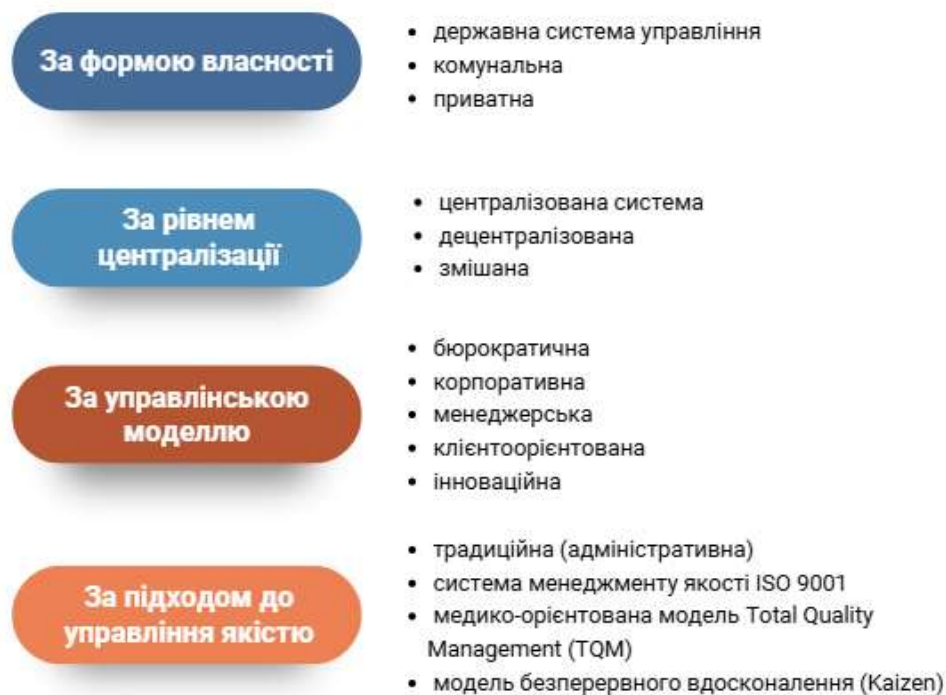 За формою власності
• державна система управління
• комунальна
• приватна
За рівнем
централізації
• централізована система
• децентралізована
• змішана
За управлінською
моделлю
• бюрократична
• корпоративна
• менеджерська
• клієнтоорієнтована
• інноваційна
За підходом до
управління якістю
• традиційна (адміністративна)
• система менеджменту якості ISO 9001
• медико-орієнтована модель Total Quality
Management (TQM)
• модель безперервного вдосконалення (Kaizen)